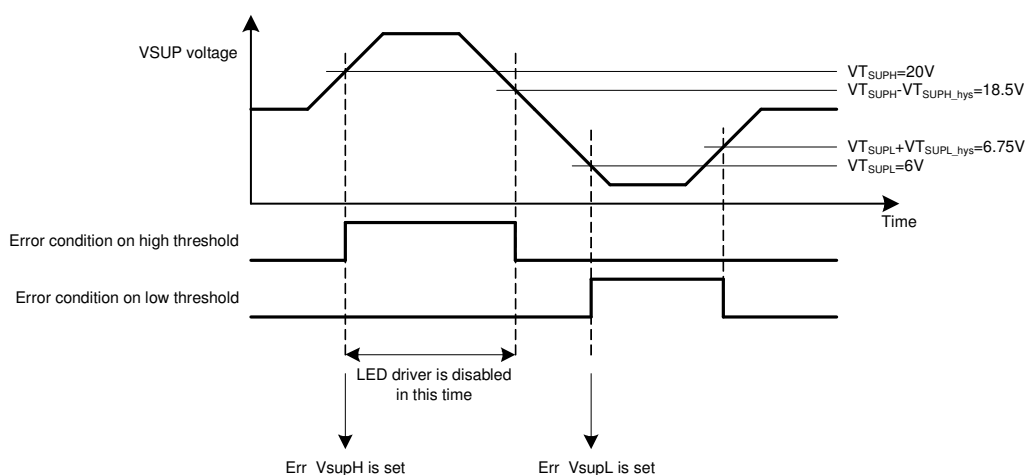 VSUP voltage
VTSUPH=20V
VTSUPH-VTSUPH_hys=18.5V
VTSUPL+VTSUPL_hys=6.75V
VTSUPL=6V
Time
Error condition on high threshold
Error condition on low threshold
LED driver is disabled
in this time
Err_VsupH is set
Err_VsupL is set